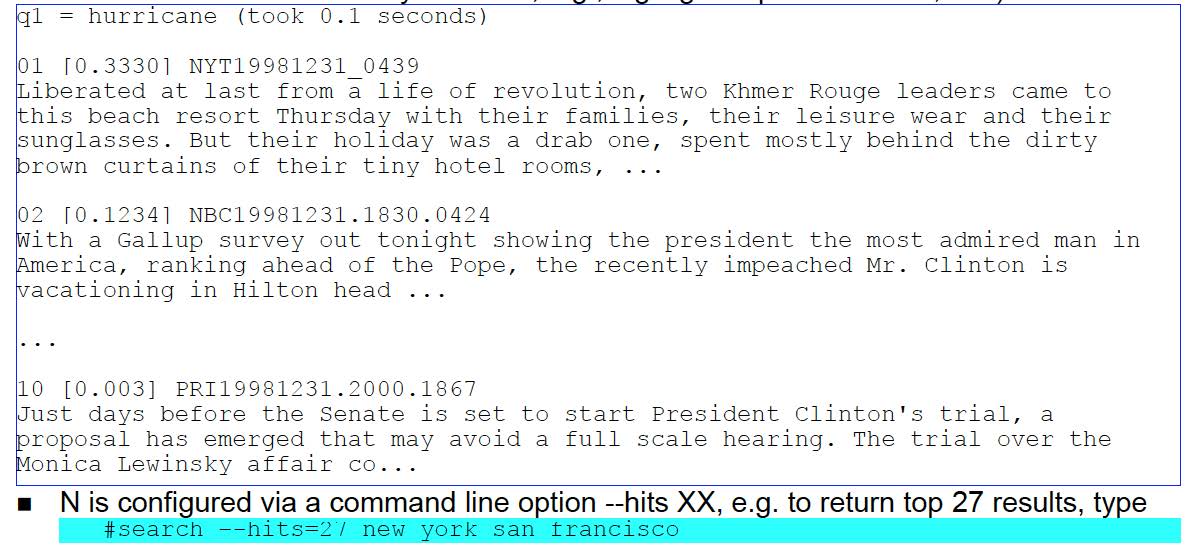 q1 = hurricane (took 0.1 seconds)
01 [0.3330] NYT19981231_0439
Liberated at last from a life of revolution, two Khmer Rouge leaders came to
this beach resort Thursday with their families, their leisure wear and their
sunglasses. But their holiday was a drab one, spent mostly behind the dirty
brown curtains of their tiny hotel rooms, ...
02 [0.1234] NBC19981231.1830.0424
With a Gallup survey out tonight showing the president the most admired man in
America, ranking ahead of the Pope, the recently impeached Mr. Clinton is
vacationing in Hilton head ...
...
10 [0.003] PRI19981231.2000.1867
Just days before the Senate is set to start President Clinton's trial, a
proposal has emerged that may avoid a full scale hearing. The trial over the
Monica Lewinsky affair co...
■ N is configured via a command line option --hits XX, e.g. to return top 27 results, type
#search --hits=27 new york san francisco